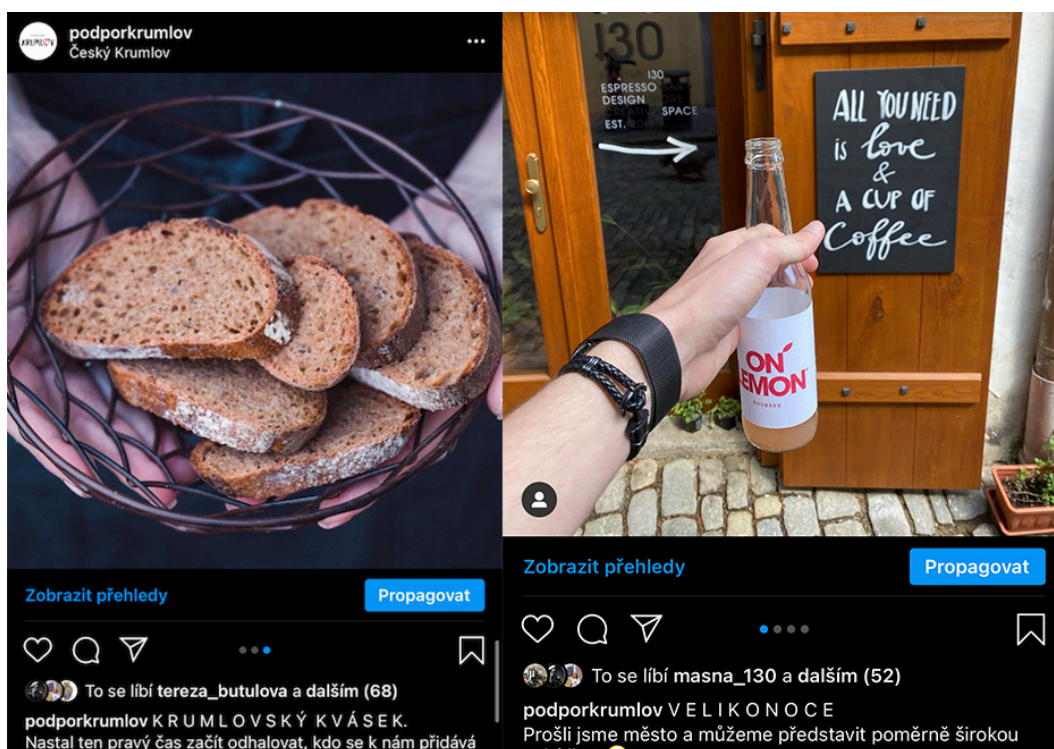 podporkrumlov
Český Krumlov
Zobrazit přehledy
Propagovat
To se líbí tereza_butulova a dalším (68)
podporkrumlov K R U M L O V S K Ý K V Á S E K.
Nastal ten pravý čas začít odhalovat, kdo se k nám přidává
130
130
ESPRESSO
DESIGN
SPACE
EST.
ALL YOU NEED
is love
&
A CUP OF
Coffee
ON
LEMON
RHUBARB
Zobrazit přehledy
Propagovat
To se líbí masna_130 a dalším (52)
podporkrumlov V E L I K O N O C E
Prošli jsme město a můžeme představit poměrně širokou